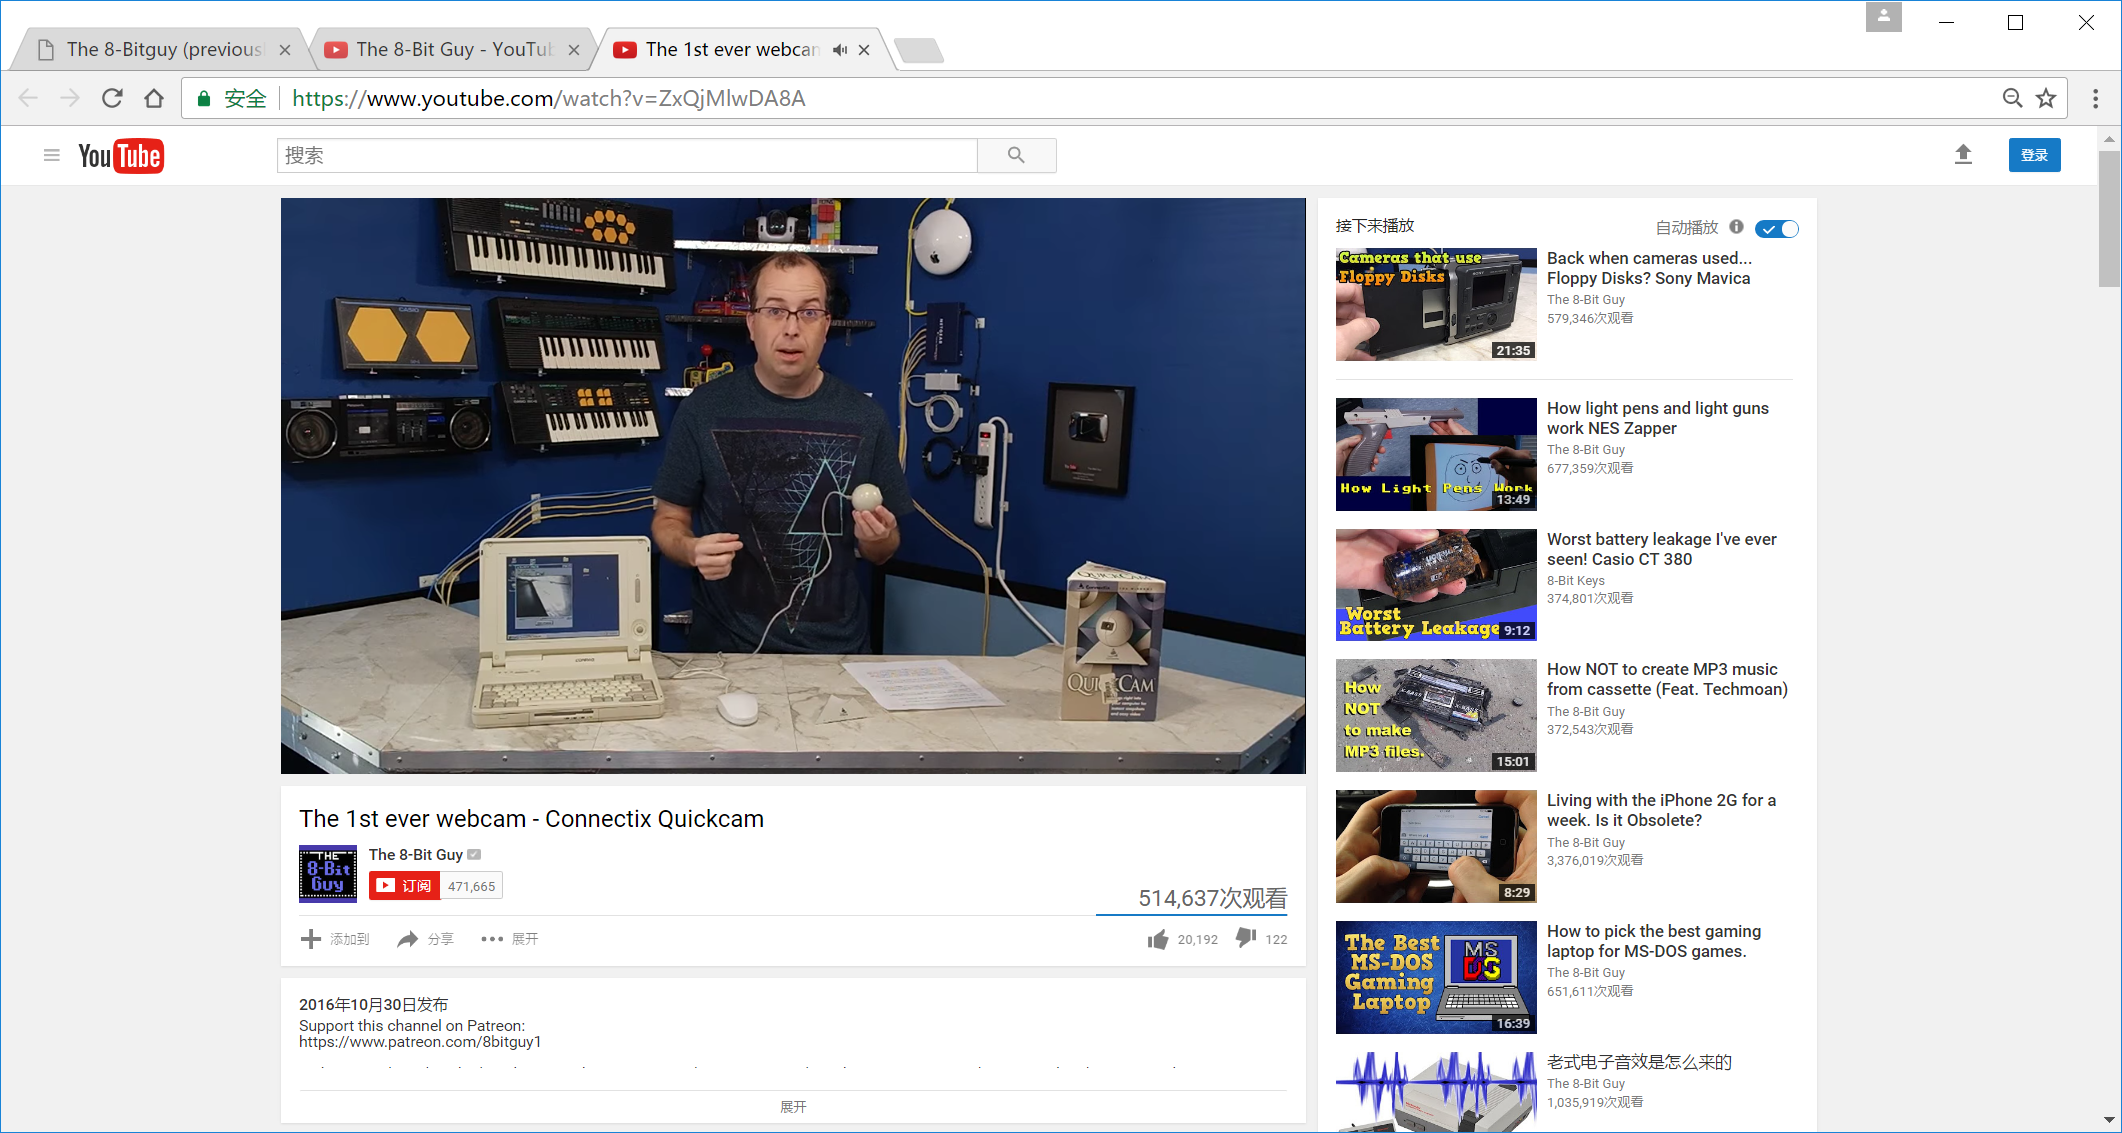 The 8-Bitguy (previous
The 8-Bit Guy - YouTub
The 1st ever webcam
安全
https://www.youtube.com/watch?v=ZxQjMlwDA8A
YouTube
搜索
登录
CASIO
NETGEAR
COMPAQ
QUICKCAM
QUICKCAM
The 1st ever webcam - Connectix Quickcam
THE
8-Bit
Guy
The 8-Bit Guy
订阅
471,665
514,637次观看
添加到
分享
展开
20,192
122
2016年10月30日发布
Support this channel on Patreon:
https://www.patreon.com/8bitguy1
展开
接下来播放
自动播放
Cameras that use
Floppy Disks
SONY
21:35
Back when cameras used...
Floppy Disks? Sony Mavica
The 8-Bit Guy
579,346次观看
How Light Pens Work
13:49
How light pens and light guns
work NES Zapper
The 8-Bit Guy
677,359次观看
Worst
Battery Leakage
9:12
Worst battery leakage I've ever
seen! Casio CT 380
8-Bit Keys
374,801次观看
How
NOT
to make
MP3 files.
15:01
How NOT to create MP3 music
from cassette (Feat. Techmoan)
The 8-Bit Guy
372,543次观看
8:29
Living with the iPhone 2G for a
week. Is it Obsolete?
The 8-Bit Guy
3,376,019次观看
The Best
MS-DOS
Gaming
Laptop
MS
DOS
16:39
How to pick the best gaming
laptop for MS-DOS games.
The 8-Bit Guy
651,611次观看
老式电子音效是怎么来的
The 8-Bit Guy
1,035,919次观看